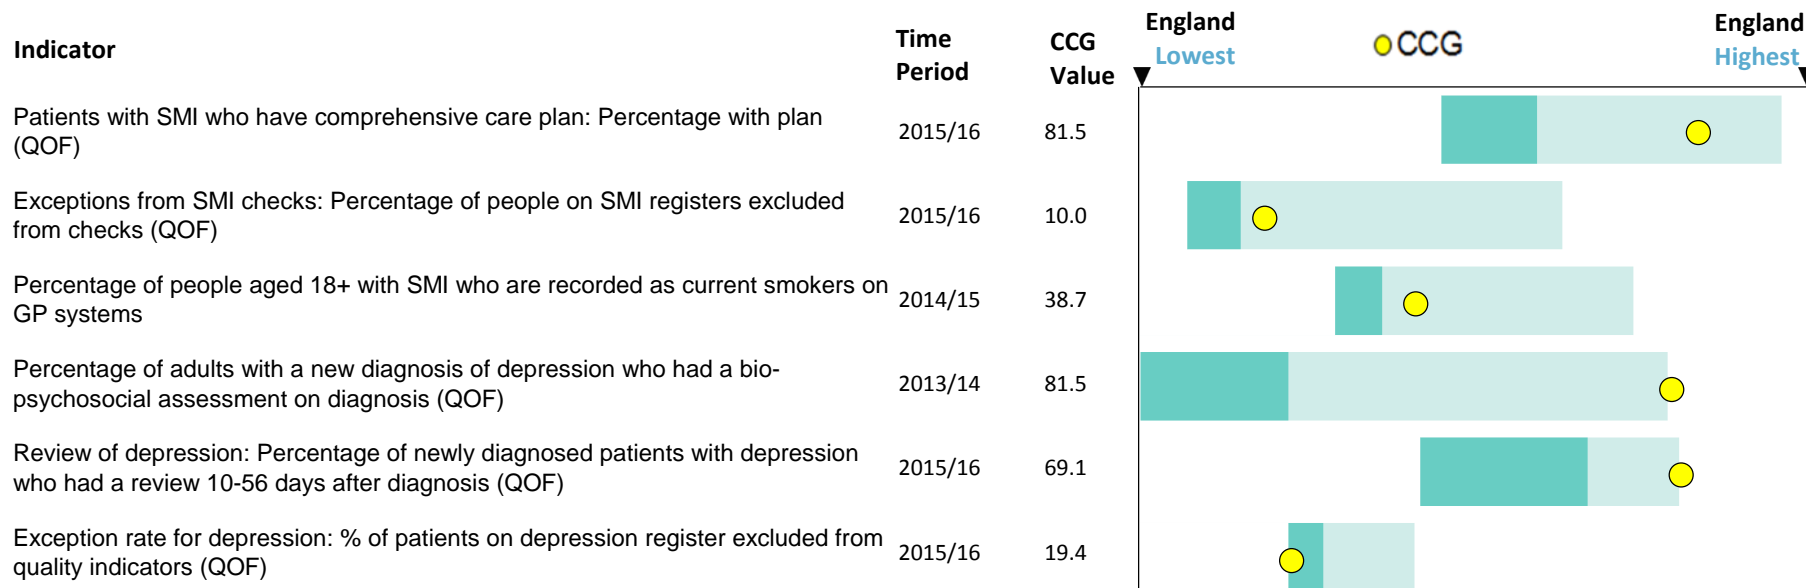 Indicator
Time
Period
CCG
Value
England
Lowest
CCG
England
Highest
Patients with SMI who have comprehensive care plan: Percentage with plan
(QOF)
2015/16
81.5
Exceptions from SMI checks: Percentage of people on SMI registers excluded
from checks (QOF)
2015/16
10.0
Percentage of people aged 18+ with SMI who are recorded as current smokers on
GP systems
2014/15
38.7
Percentage of adults with a new diagnosis of depression who had a bio-
psychosocial assessment on diagnosis (QOF)
2013/14
81.5
Review of depression: Percentage of newly diagnosed patients with depression
who had a review 10-56 days after diagnosis (QOF)
2015/16
69.1
Exception rate for depression: % of patients on depression register excluded from
quality indicators (QOF)
2015/16
19.4